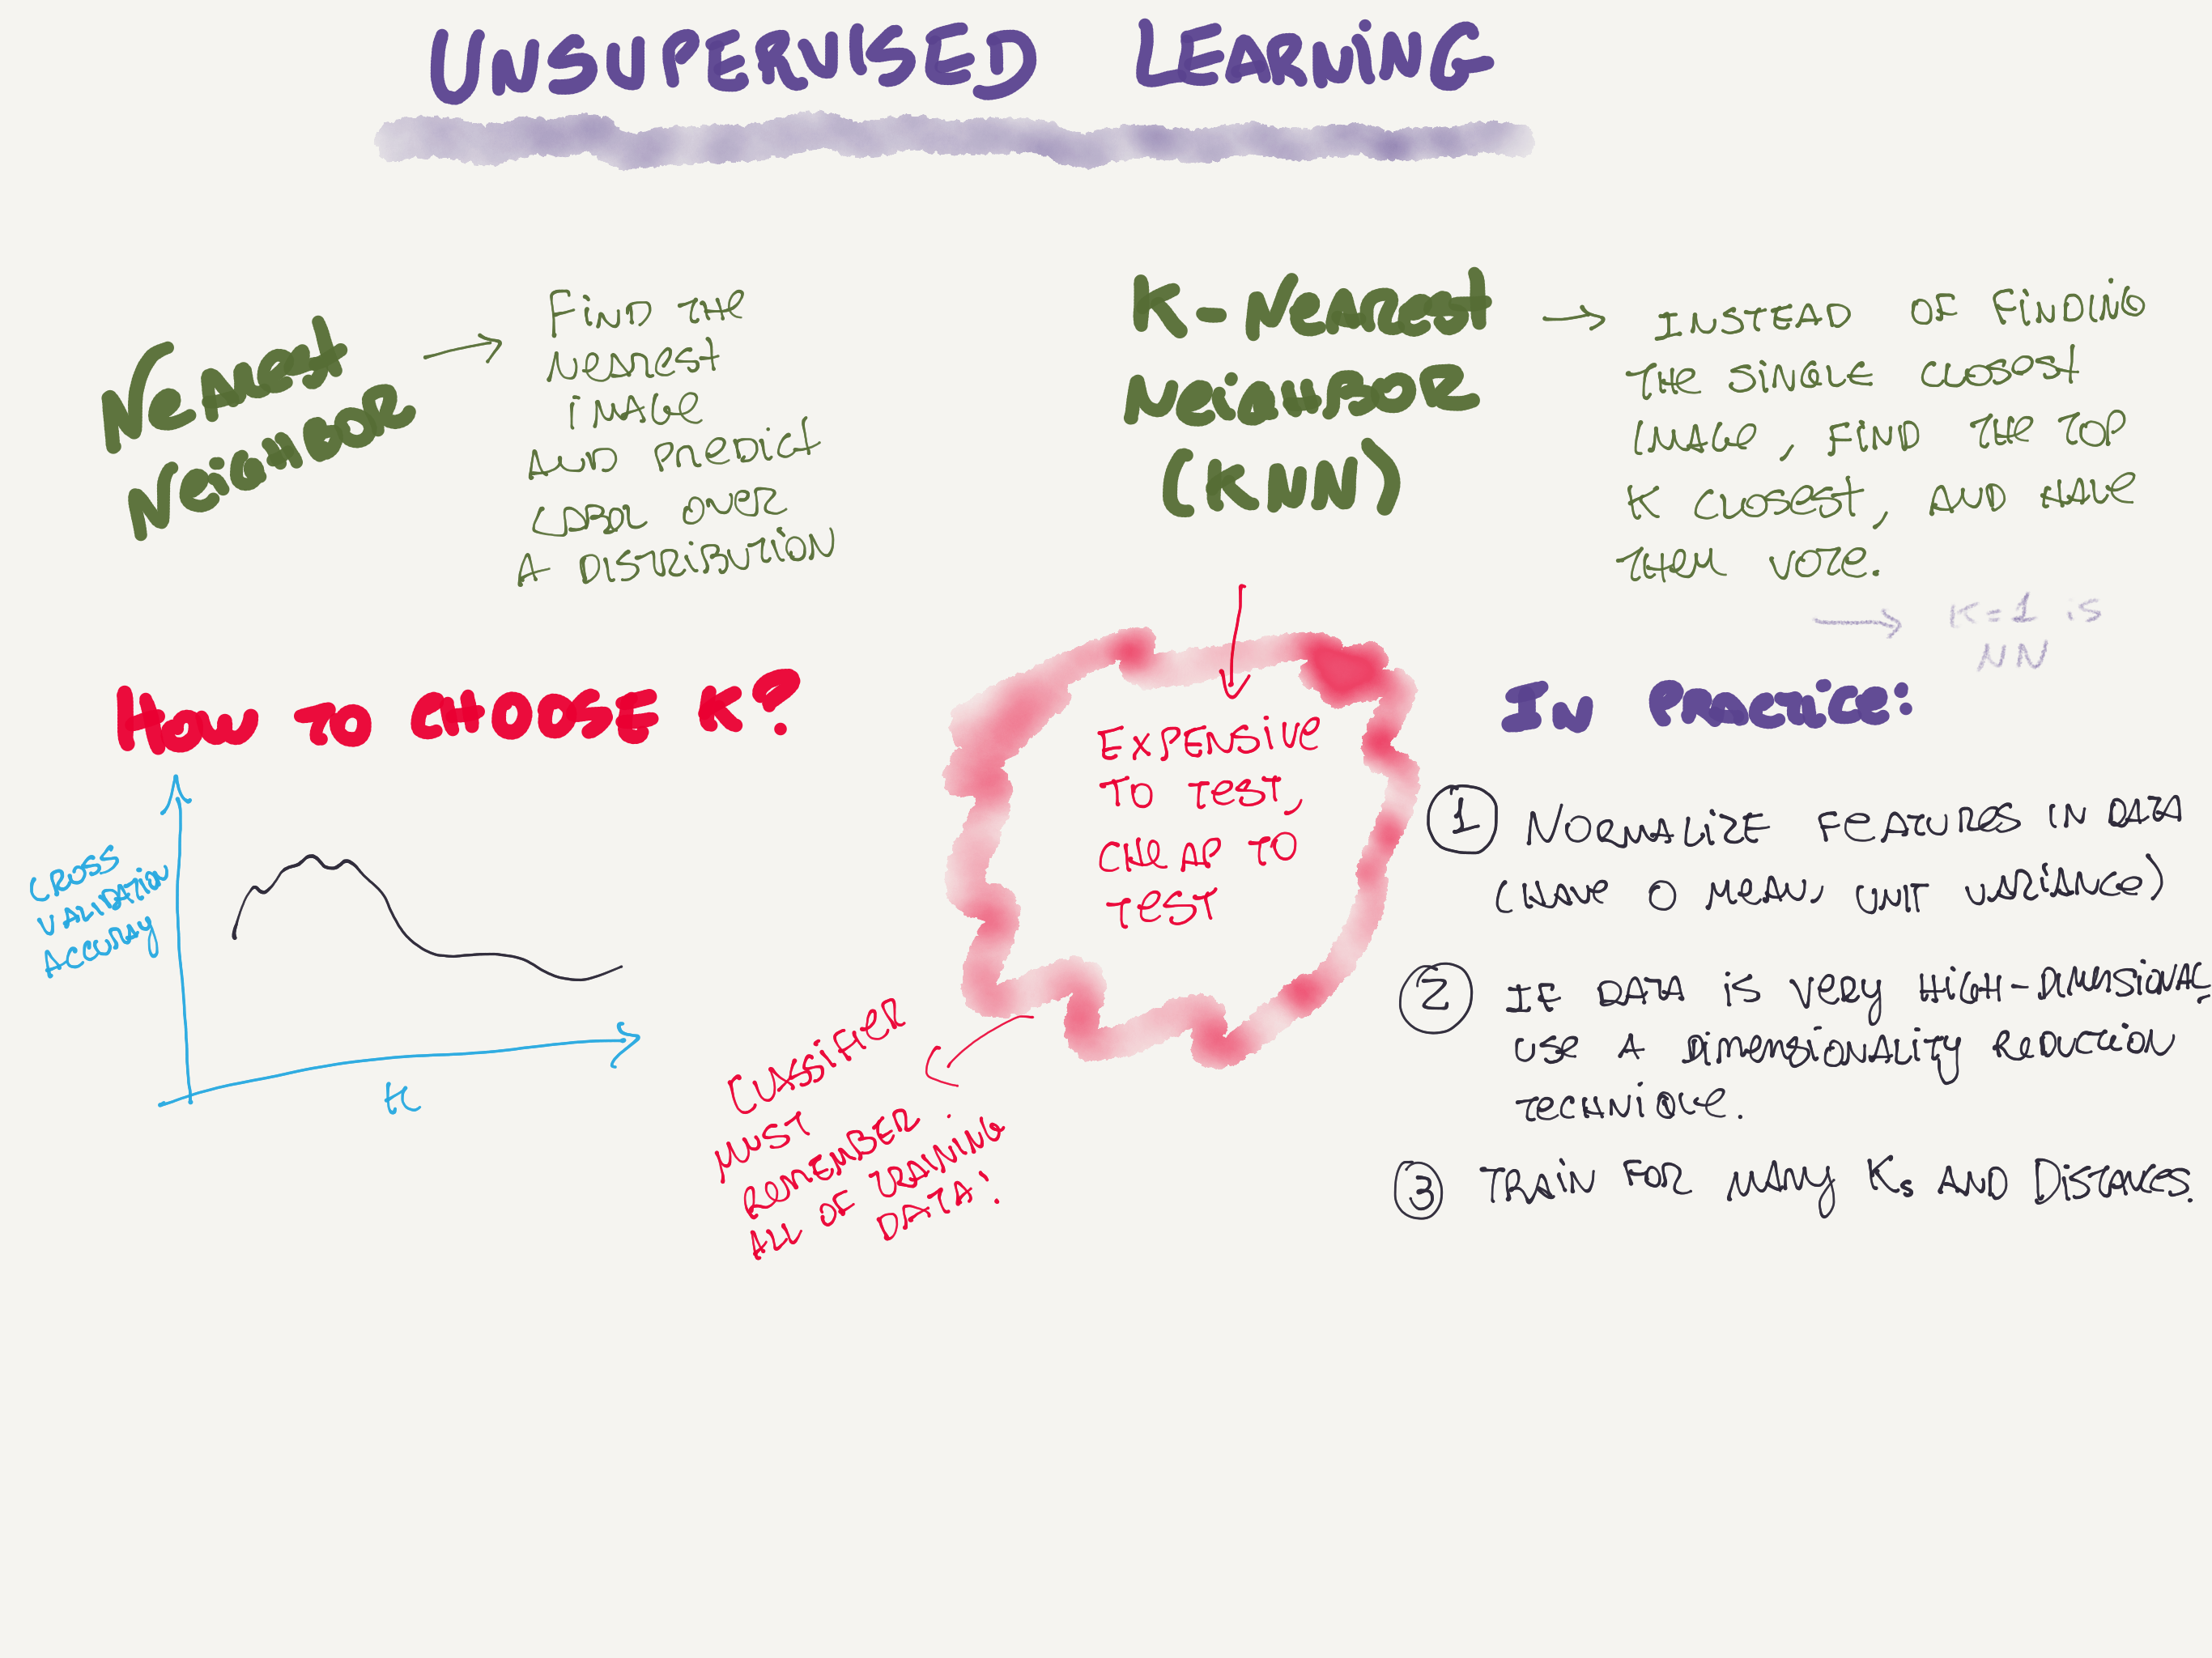 UNSUPERVISED LEARNING
NEAREST
NEIGHBOR
FIND THE
NEAREST
IMAGE
AND PREDICT
LABEL OVER
A DISTRIBUTION
K-NEAREST
NEIGHBOR
(KNN)
INSTEAD OF FINDING
THE SINGLE CLOSEST
IMAGE, FIND THE TOP
K CLOSEST, AND HAVE
THEM VOTE.
K=1 IS
NN
HOW TO CHOOSE K?
CROSS
VALIDATION
ACCURAY
K
EXPENSIVE
TO TEST,
CHEAP TO
TEST
CLASSIFIER
MUST
REMEMBER
ALL OF TRAINING
DATA!
IN PRACTICE:
1 NORMALIZE FEATURES IN DATA
(HAVE 0 MEAN, UNIT VARIANCE)
2 IF DATA IS VERY HIGH-DIMENSIONAL,
USE A DIMENSIONALITY REDUCTION
TECHNIQUE.
3 TRAIN FOR MANY Ks AND DISTANCES.